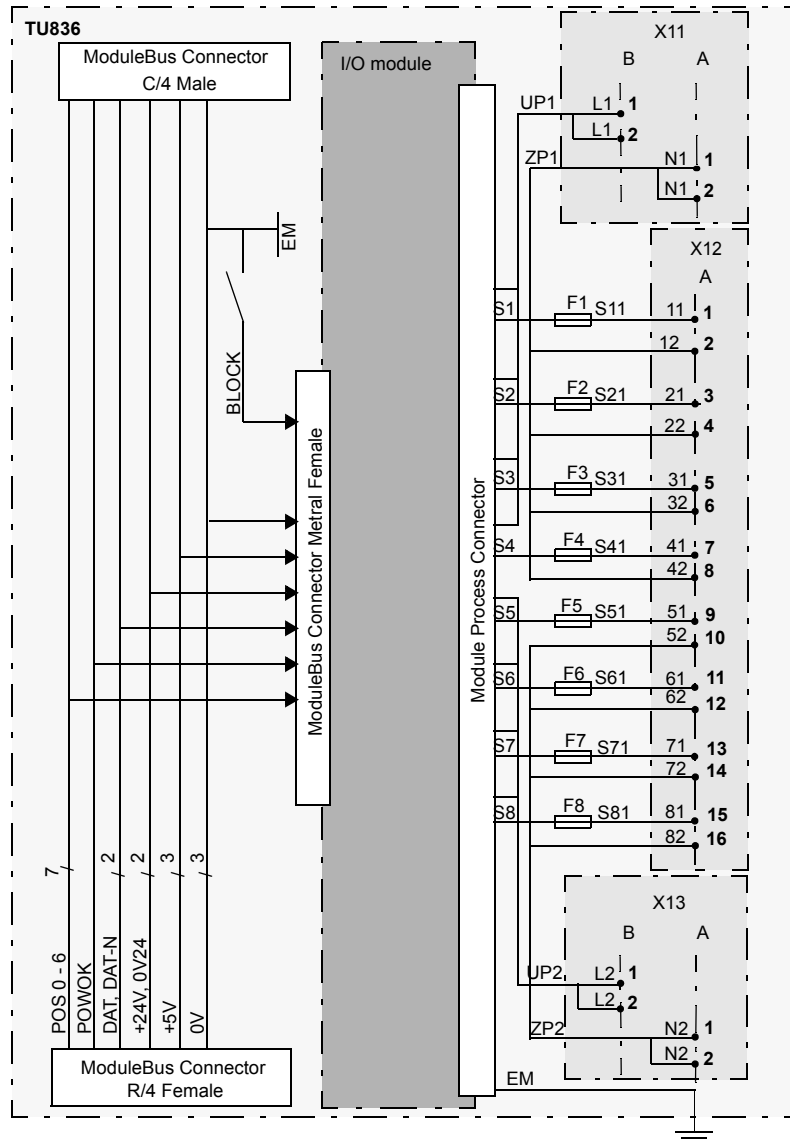 TU836
ModuleBus Connector
C/4 Male
I/O module
X11
B A
UP1 L1 1
L1 2
ZP1 N1 1
N1 2
EM
BLOCK
ModuleBus Connector Metral Female
Module Process Connector
X12
A
S1 F1 S11 11 1
12 2
S2 F2 S21 21 3
22 4
S3 F3 S31 31 5
32 6
S4 F4 S41 41 7
42 8
S5 F5 S51 51 9
52 10
S6 F6 S61 61 11
62 12
S7 F7 S71 71 13
72 14
S8 F8 S81 81 15
82 16
7 2 2 3 3
POS 0 - 6
POWOK
DAT, DAT-N
+24V, 0V24
+5V
0V
X13
B A
UP2 L2 1
L2 2
ZP2 N2 1
N2 2
EM
ModuleBus Connector
R/4 Female